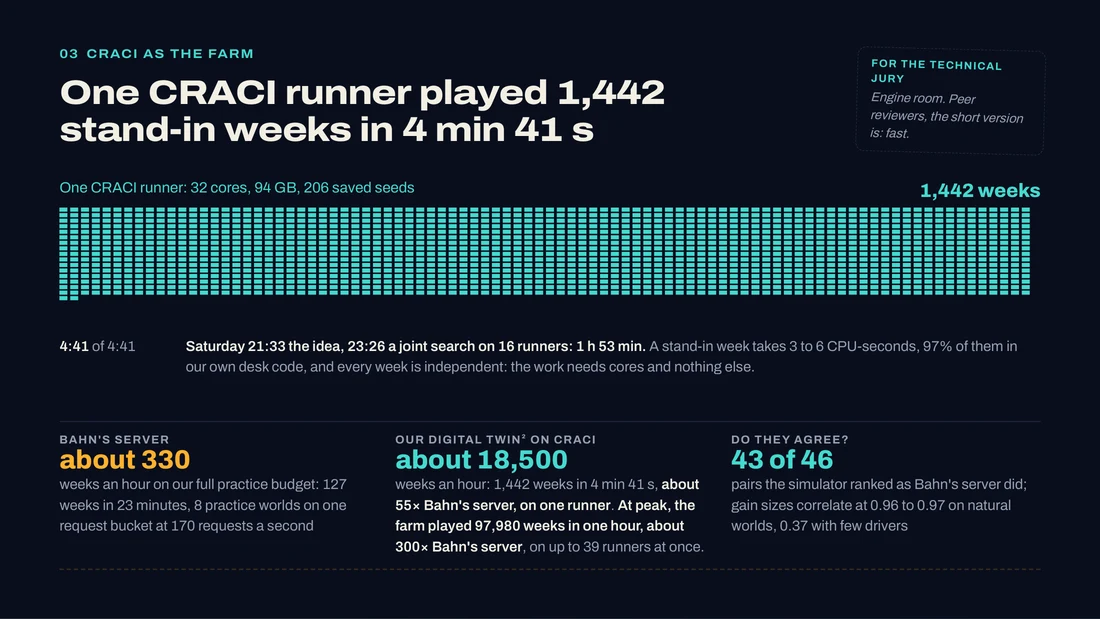 03 CRACI AS THE FARM
One CRACI runner played 1,442
stand-in weeks in 4 min 41 s
FOR THE TECHNICAL
JURY
Engine room. Peer
reviewers, the short version
is: fast.
One CRACI runner: 32 cores, 94 GB, 206 saved seeds
1,442 weeks
4:41 of 4:41
Saturday 21:33 the idea, 23:26 a joint search on 16 runners: 1 h 53 min. A stand-in week takes 3 to 6 CPU-seconds, 97% of them in
our own desk code, and every week is independent: the work needs cores and nothing else.
BAHN'S SERVER
about 330
weeks an hour on our full practice budget: 127
weeks in 23 minutes, 8 practice worlds on one
request bucket at 170 requests a second
OUR DIGITAL TWIN² ON CRACI
about 18,500
weeks an hour: 1,442 weeks in 4 min 41 s, about
55× Bahn's server, on one runner. At peak, the
farm played 97,980 weeks in one hour, about
300× Bahn's server, on up to 39 runners at once.
DO THEY AGREE?
43 of 46
pairs the simulator ranked as Bahn's server did;
gain sizes correlate at 0.96 to 0.97 on natural
worlds, 0.37 with few drivers